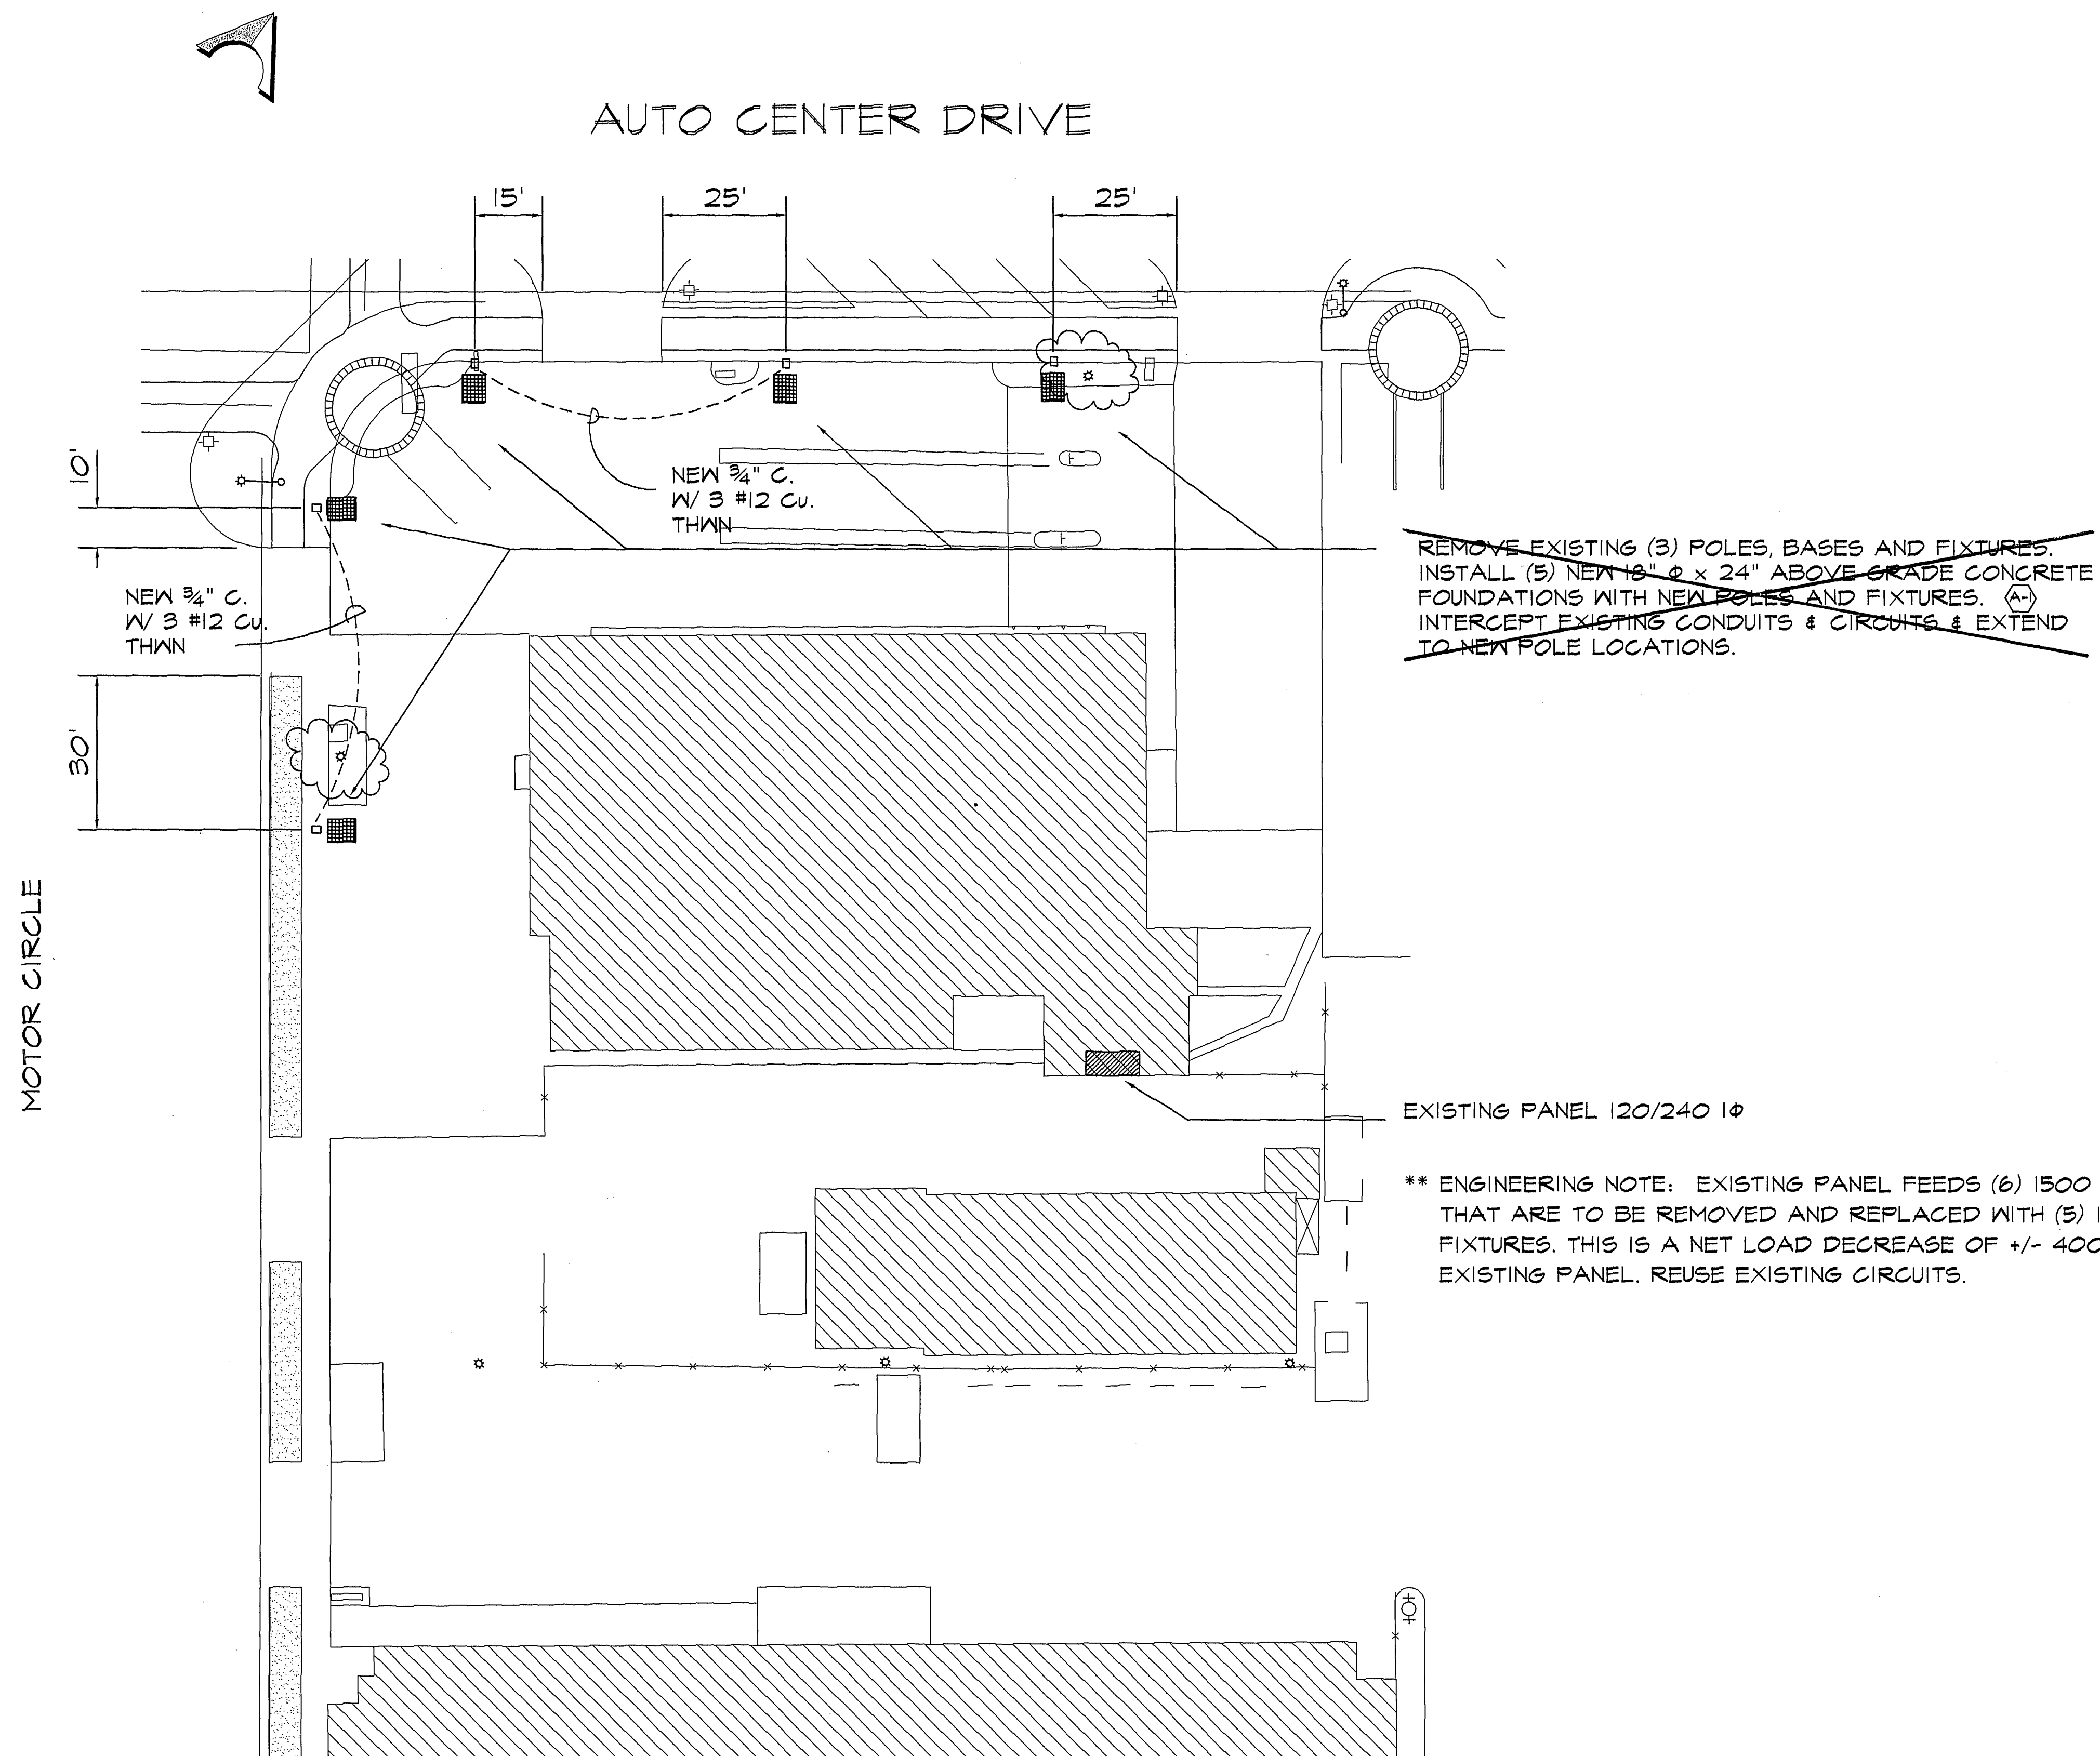 AUTO CENTER DRIVE
15'
25'
25'
10'
NEW 3/4" C.
W/ 3 #12 Cu.
THWN
REMOVE EXISTING (3) POLES, BASES AND FIXTURES.
INSTALL (5) NEW 18" Φ x 24" ABOVE GRADE CONCRETE
FOUNDATIONS WITH NEW POLES AND FIXTURES. A-1
INTERCEPT EXISTING CONDUITS & CIRCUITS & EXTEND
TO NEW POLE LOCATIONS.
NEW 3/4" C.
W/ 3 #12 Cu.
THWN
30'
MOTOR CIRCLE
EXISTING PANEL 120/240 1Φ
** ENGINEERING NOTE: EXISTING PANEL FEEDS (6) 1500
THAT ARE TO BE REMOVED AND REPLACED WITH (5)
FIXTURES. THIS IS A NET LOAD DECREASE OF +/- 400
EXISTING PANEL. REUSE EXISTING CIRCUITS.